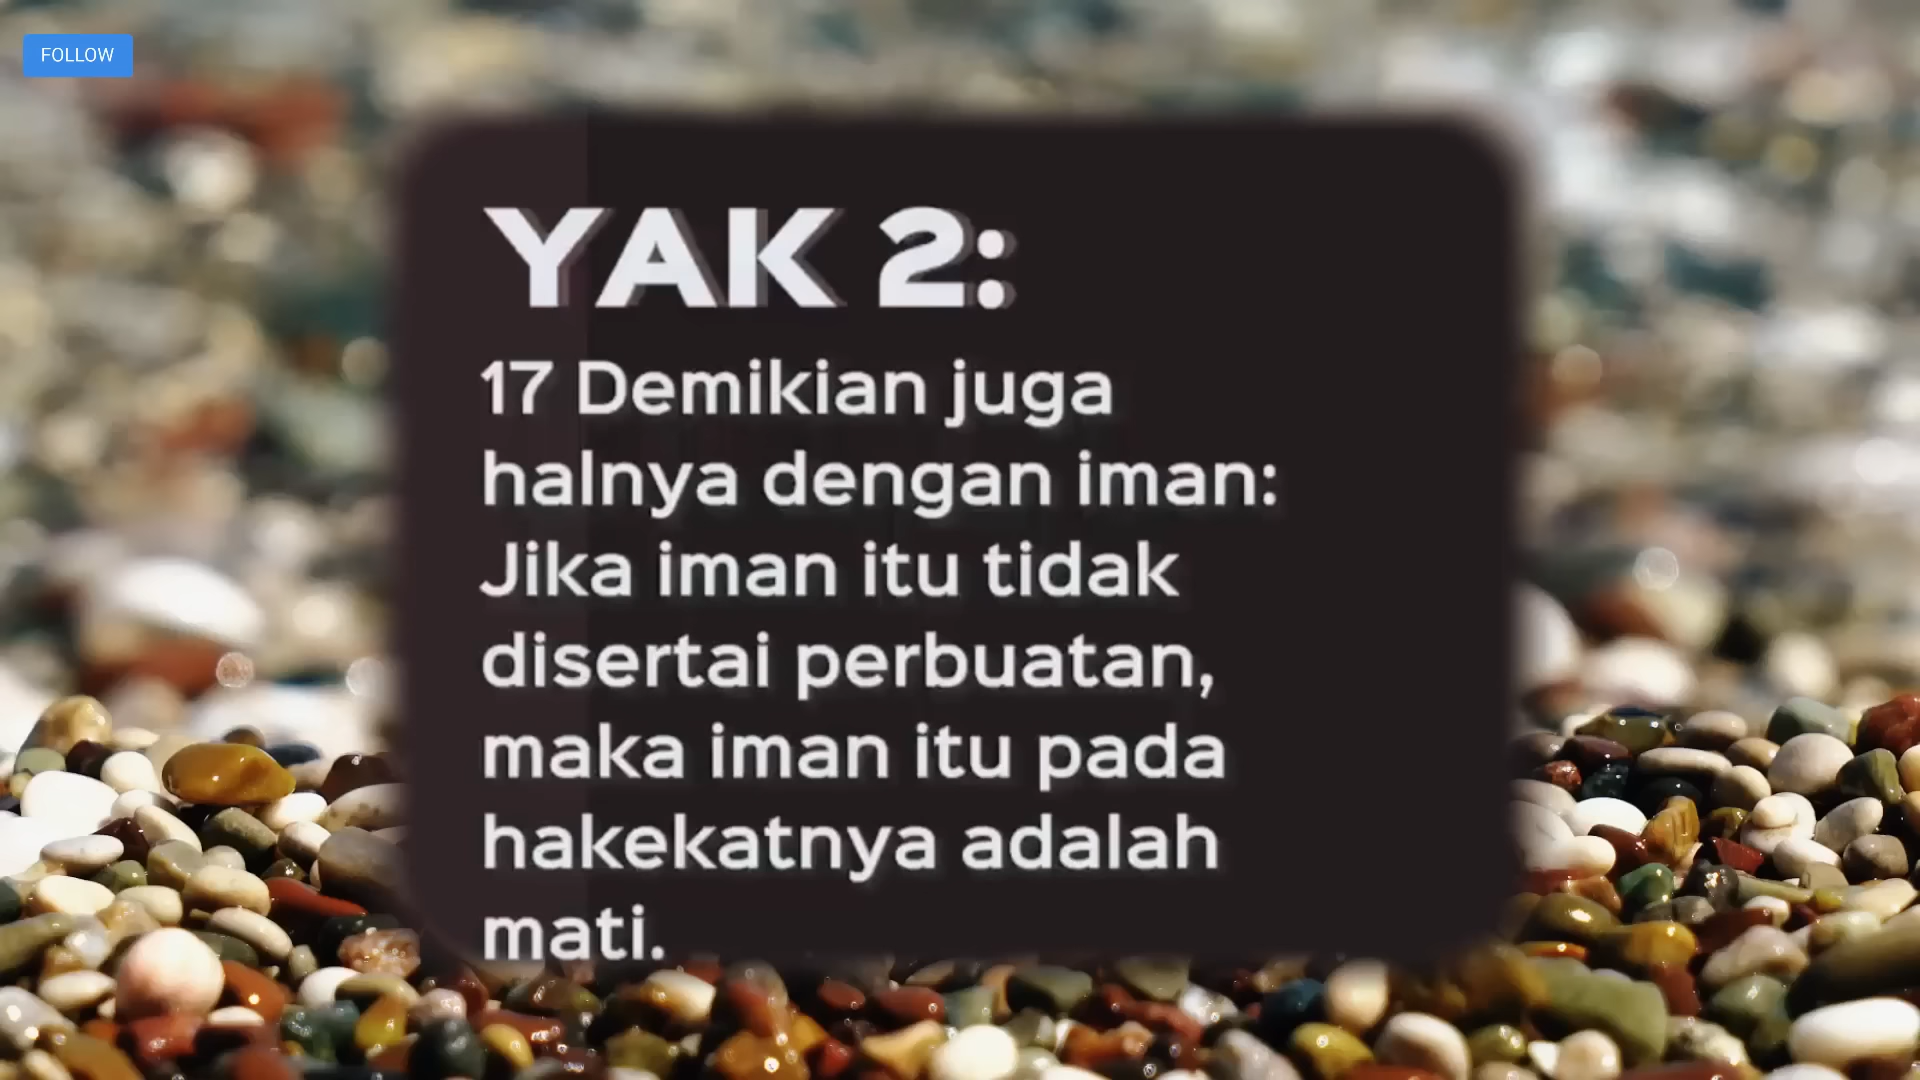 FOLLOW
YAK 2:
17 Demikian juga
halnya dengan iman:
Jika iman itu tidak
disertai perbuatan,
maka iman itu pada
hakekatnya adalah
mati.